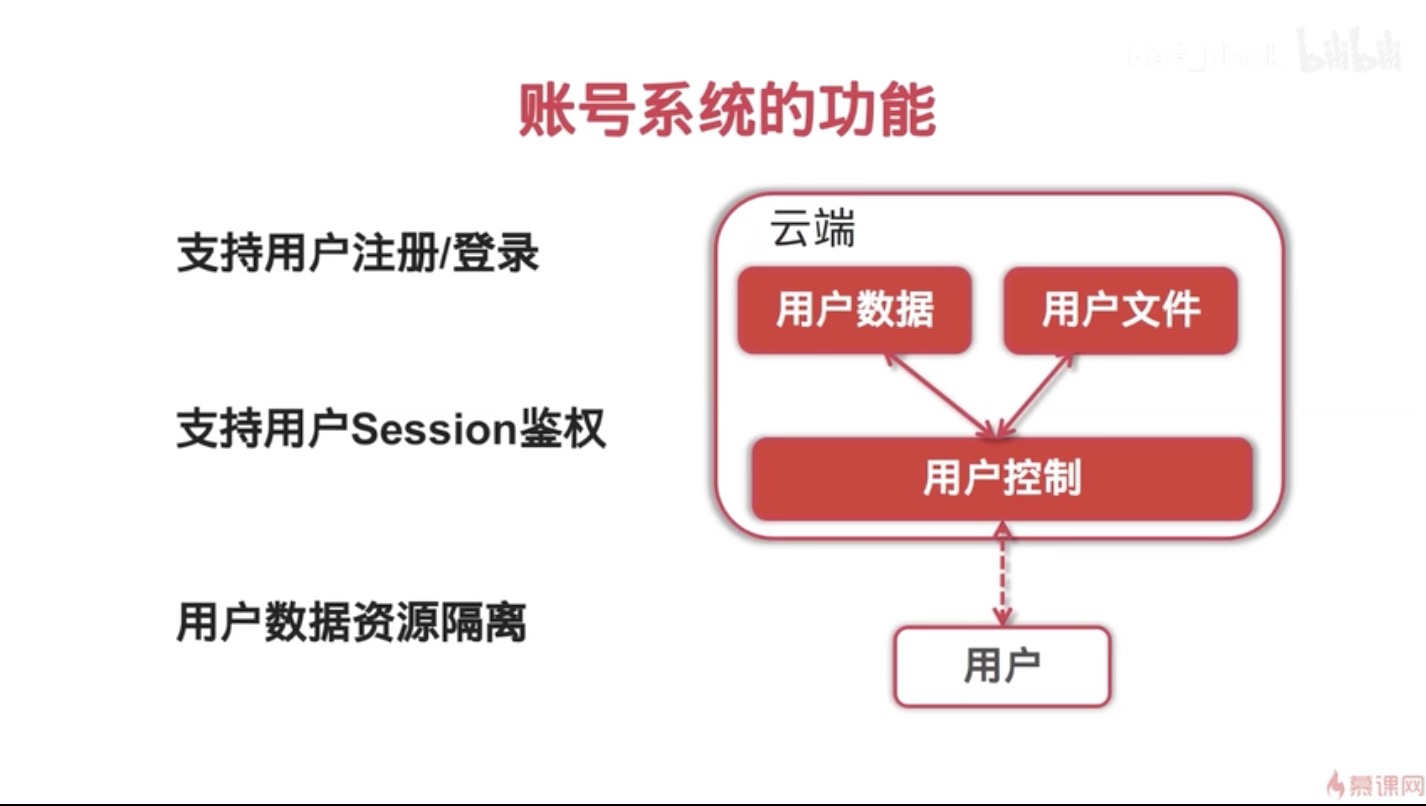 bilibili
账号系统的功能
支持用户注册/登录
支持用户Session鉴权
用户数据资源隔离
云端
用户数据
用户文件
用户控制
用户
慕课网